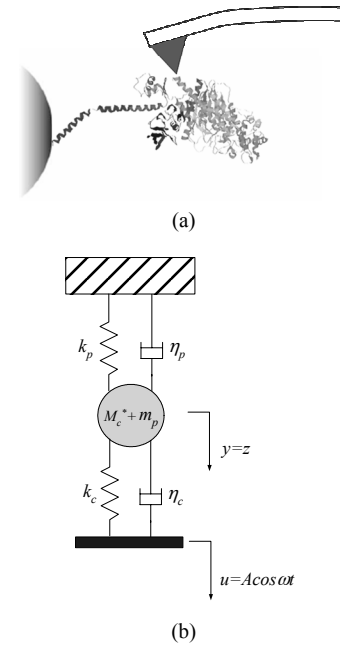 (a)
k_p
η_p
M_c^* + m_p
y=z
k_c
η_c
u=Acosωt
(b)